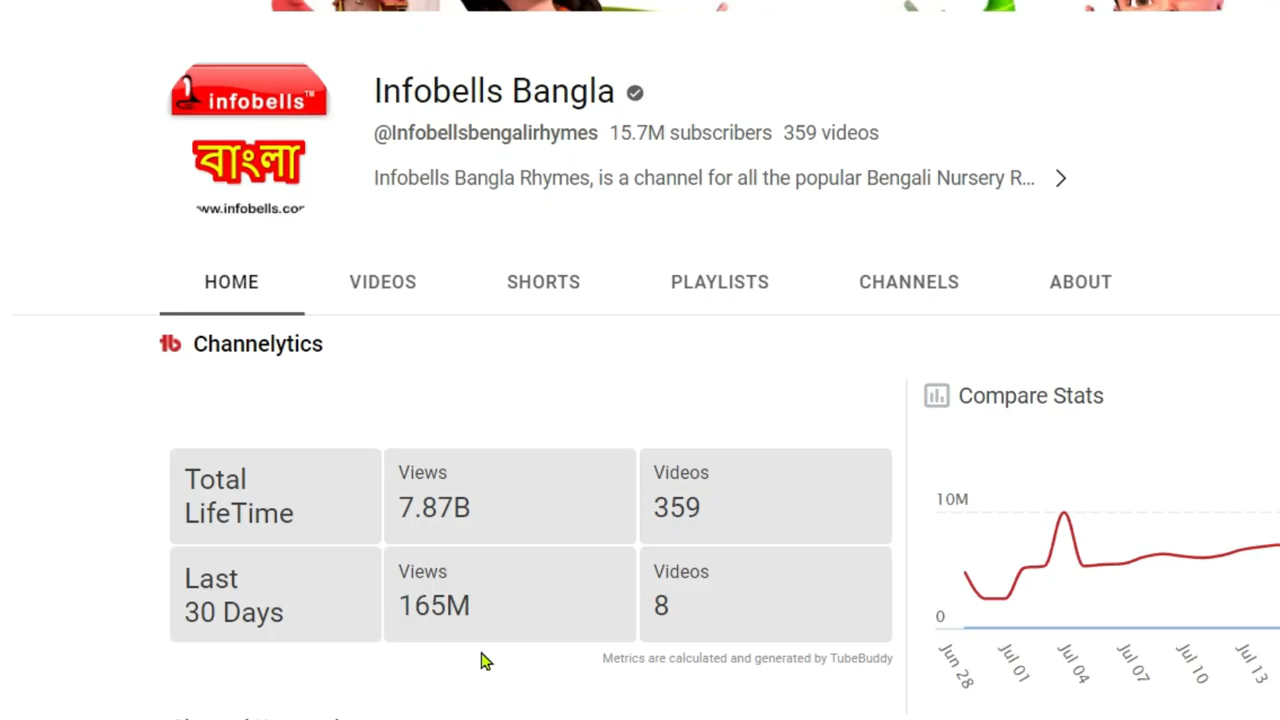 infobells™
বাংলা
www.infobells.com
Infobells Bangla
@Infobellsbengalirhymes 15.7M subscribers 359 videos
Infobells Bangla Rhymes, is a channel for all the popular Bengali Nursery R...
HOME VIDEOS SHORTS PLAYLISTS CHANNELS ABOUT
tb Channelytics
Compare Stats
Total
LifeTime
Views
7.87B
Videos
359
Last
30 Days
Views
165M
Videos
8
Metrics are calculated and generated by TubeBuddy
10M
0
Jun 28 Jul 01 Jul 04 Jul 07 Jul 10 Jul 13